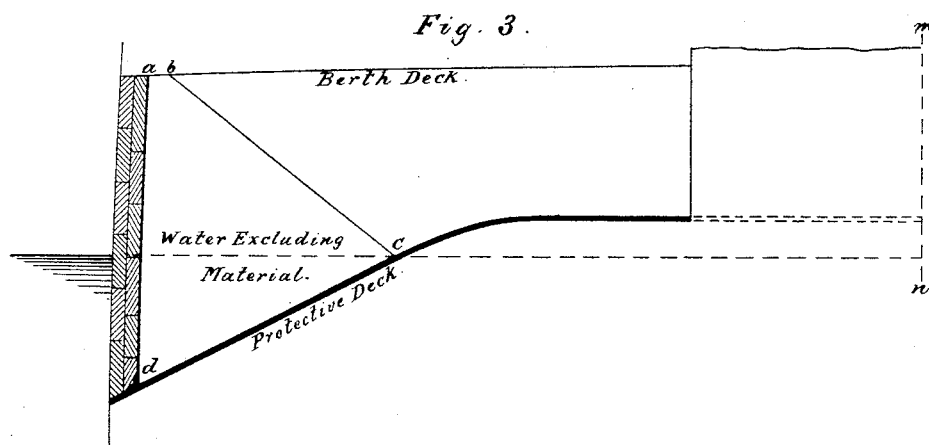 Fig. 3.
m
a b
Berth Deck.
Water Excluding
c
Material.
Protective Deck
n
d